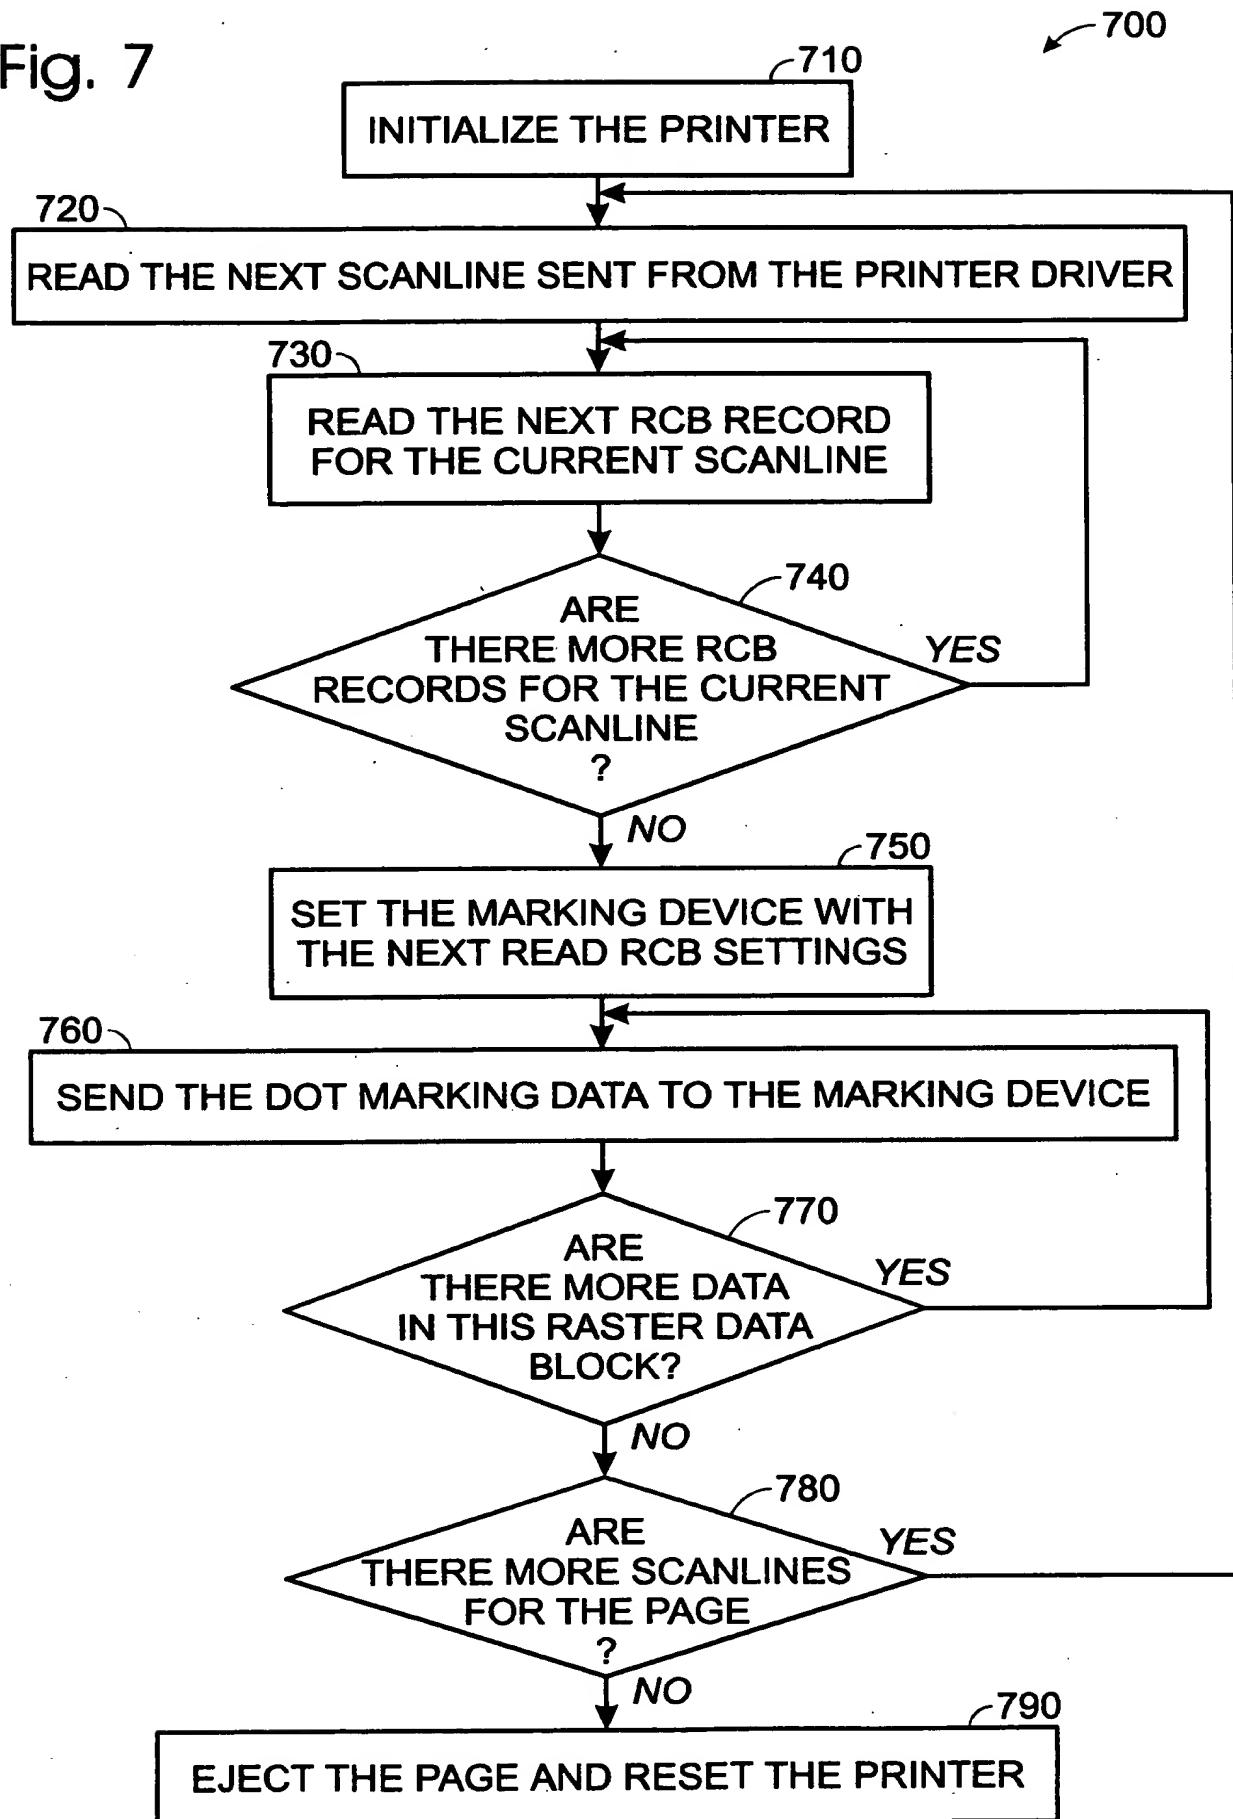 Fig. 7
700
710
INITIALIZE THE PRINTER
720
READ THE NEXT SCANLINE SENT FROM THE PRINTER DRIVER
730
READ THE NEXT RCB RECORD
FOR THE CURRENT SCANLINE
740
ARE
THERE MORE RCB
RECORDS FOR THE CURRENT
SCANLINE
?
YES
NO
750
SET THE MARKING DEVICE WITH
THE NEXT READ RCB SETTINGS
760
SEND THE DOT MARKING DATA TO THE MARKING DEVICE
770
ARE
THERE MORE DATA
IN THIS RASTER DATA
BLOCK?
YES
NO
780
ARE
THERE MORE SCANLINES
FOR THE PAGE
?
YES
NO
790
EJECT THE PAGE AND RESET THE PRINTER